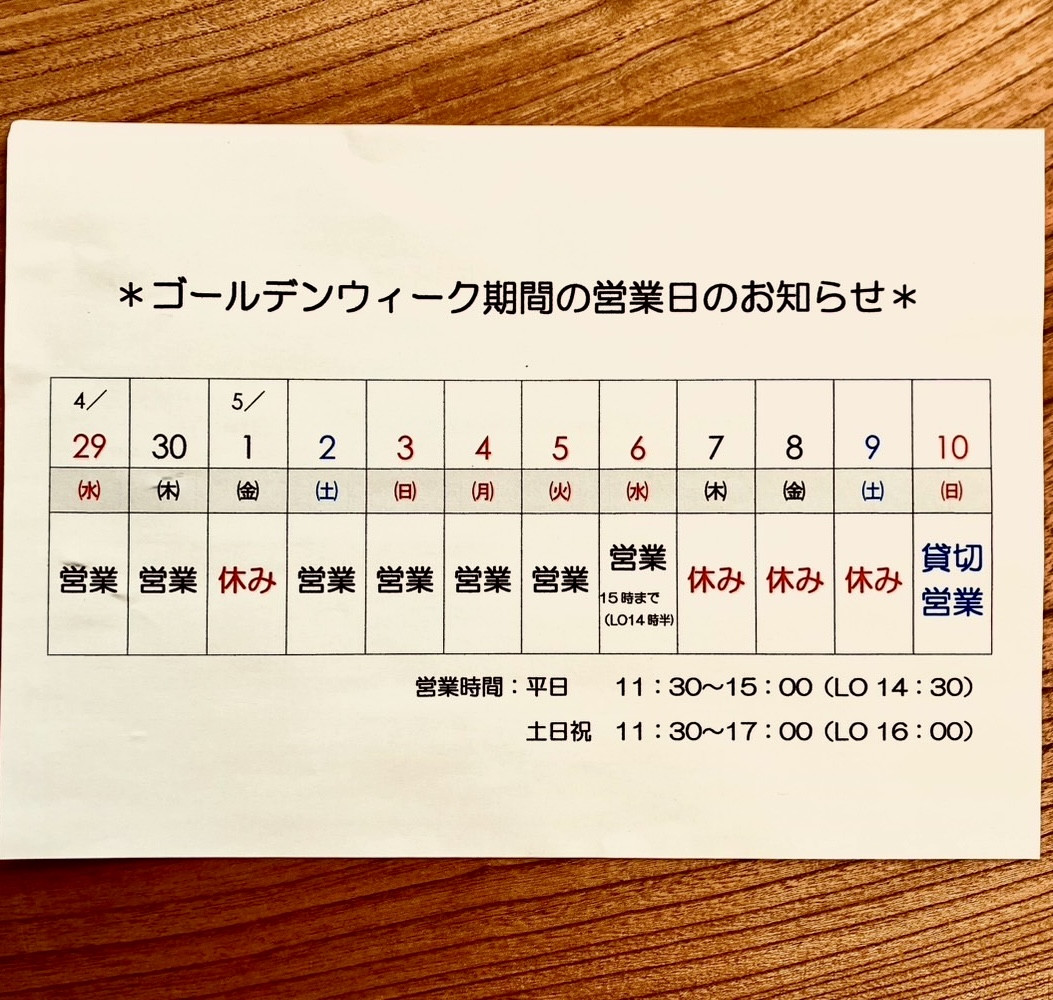 ＊ゴールデンウィーク期間の営業日のお知らせ＊
4／ 5／
29 30 1 2 3 4 5 6 7 8 9 10
㈬ ㈭ ㈮ ㈯ ㈰ ㈪ ㈫ ㈬ ㈭ ㈮ ㈯ ㈰
営業 営業 休み 営業 営業 営業 営業 営業 休み 休み 休み 貸切
15時まで 営業
（LO14時半）
営業時間：平日 11：30～15：00（LO 14：30）
土日祝 11：30～17：00（LO 16：00）